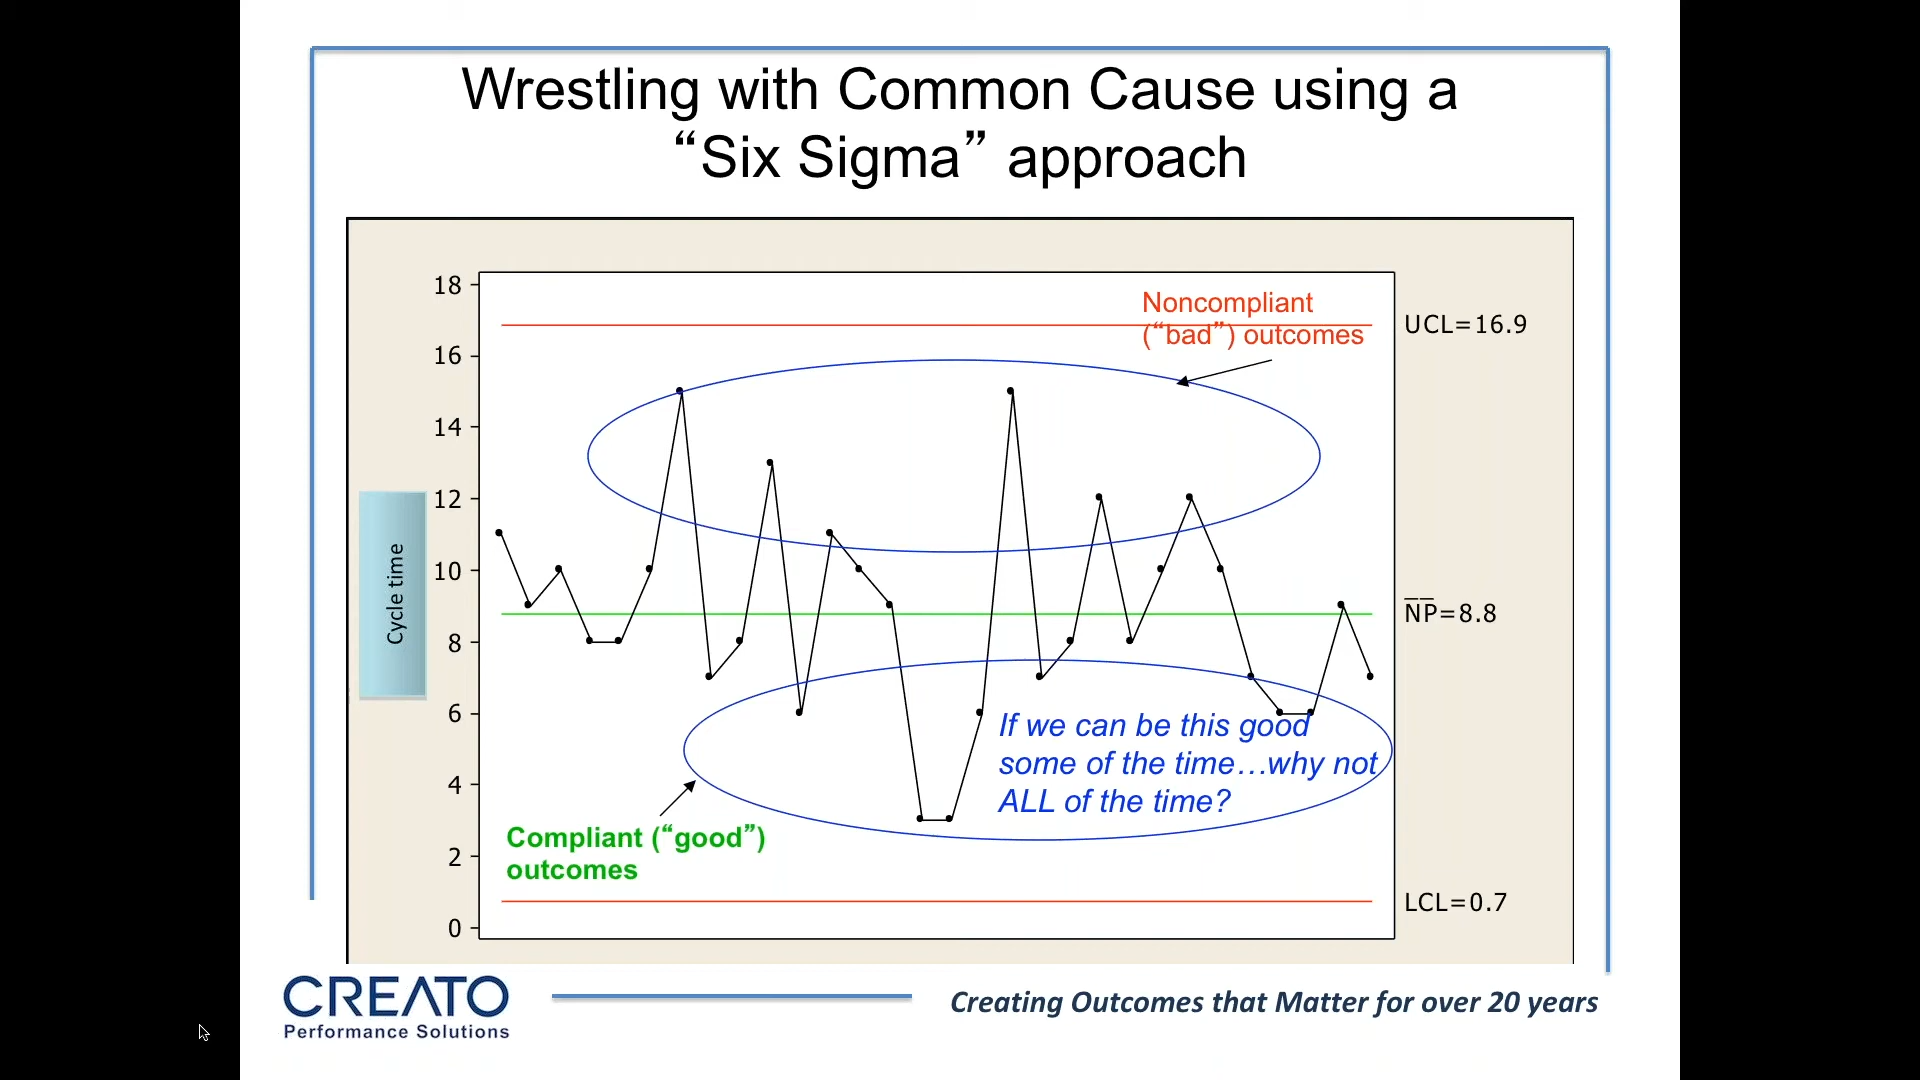 Wrestling with Common Cause using a
“Six Sigma” approach
18
16
14
12
10
8
6
4
2
0
Cycle time
Noncompliant
(“bad”) outcomes
UCL=16.9
NP=8.8
LCL=0.7
If we can be this good
some of the time…why not
ALL of the time?
Compliant (“good”)
outcomes
CREATO
Performance Solutions
Creating Outcomes that Matter for over 20 years